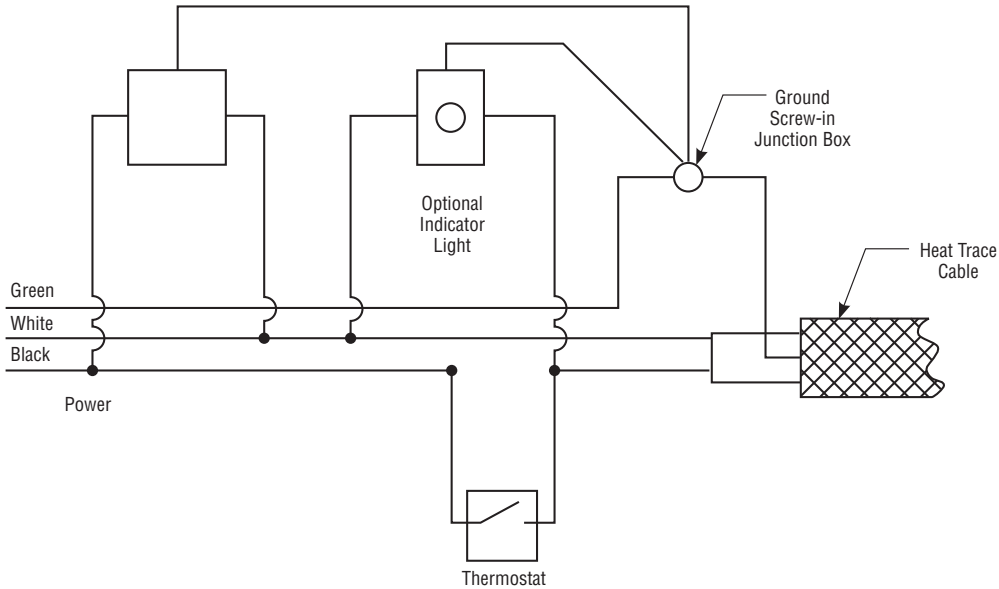 Ground
Screw-in
Junction Box
Optional
Indicator
Light
Heat Trace
Cable
Green
White
Black
Power
Thermostat